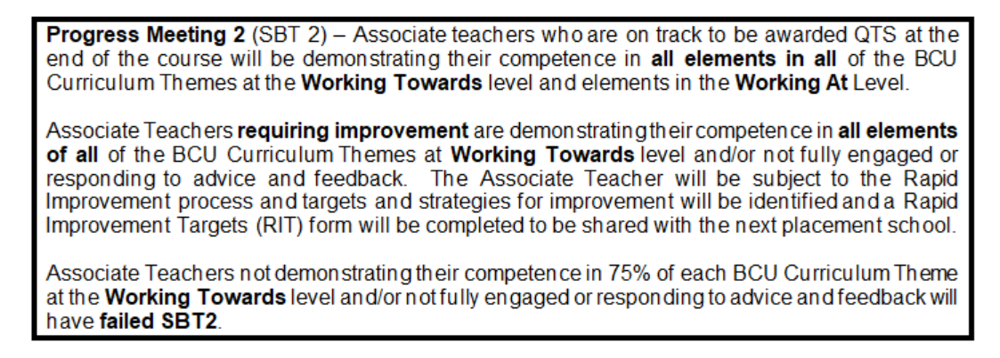 Progress Meeting 2 (SBT 2) – Associate teachers who are on track to be awarded QTS at the
end of the course will be demonstrating their competence in all elements in all of the BCU
Curriculum Themes at the Working Towards level and elements in the Working At Level.
Associate Teachers requiring improvement are demonstrating their competence in all elements
of all of the BCU Curriculum Themes at Working Towards level and/or not fully engaged or
responding to advice and feedback. The Associate Teacher will be subject to the Rapid
Improvement process and targets and strategies for improvement will be identified and a Rapid
Improvement Targets (RIT) form will be completed to be shared with the next placement school.
Associate Teachers not demonstrating their competence in 75% of each BCU Curriculum Theme
at the Working Towards level and/or not fully engaged or responding to advice and feedback will
have failed SBT2.